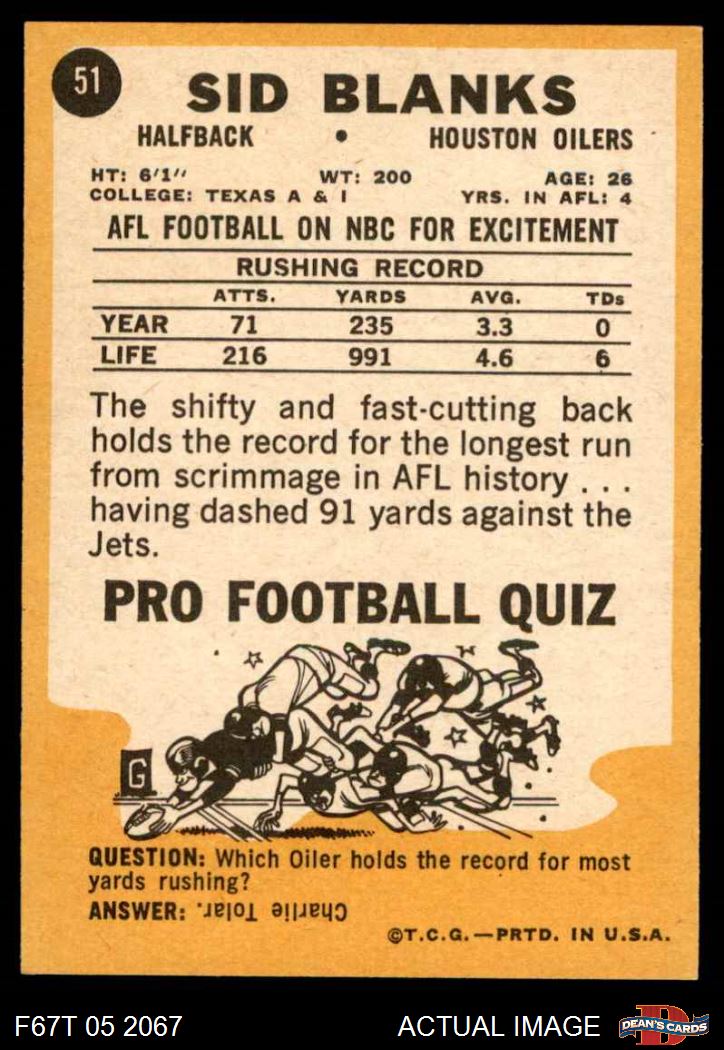 51
SID BLANKS
HALFBACK • HOUSTON OILERS
HT: 6'1" WT: 200 AGE: 26
COLLEGE: TEXAS A & I YRS. IN AFL: 4
AFL FOOTBALL ON NBC FOR EXCITEMENT
RUSHING RECORD
ATTS. YARDS AVG. TDs
YEAR 71 235 3.3 0
LIFE 216 991 4.6 6
The shifty and fast-cutting back
holds the record for the longest run
from scrimmage in AFL history . . .
having dashed 91 yards against the
Jets.
PRO FOOTBALL QUIZ
G
QUESTION: Which Oiler holds the record for most
yards rushing?
ANSWER: Charlie Tolar.
©T.C.G.—PRTD. IN U.S.A.
F67T 05 2067 ACTUAL IMAGE
D
DEAN'S CARDS